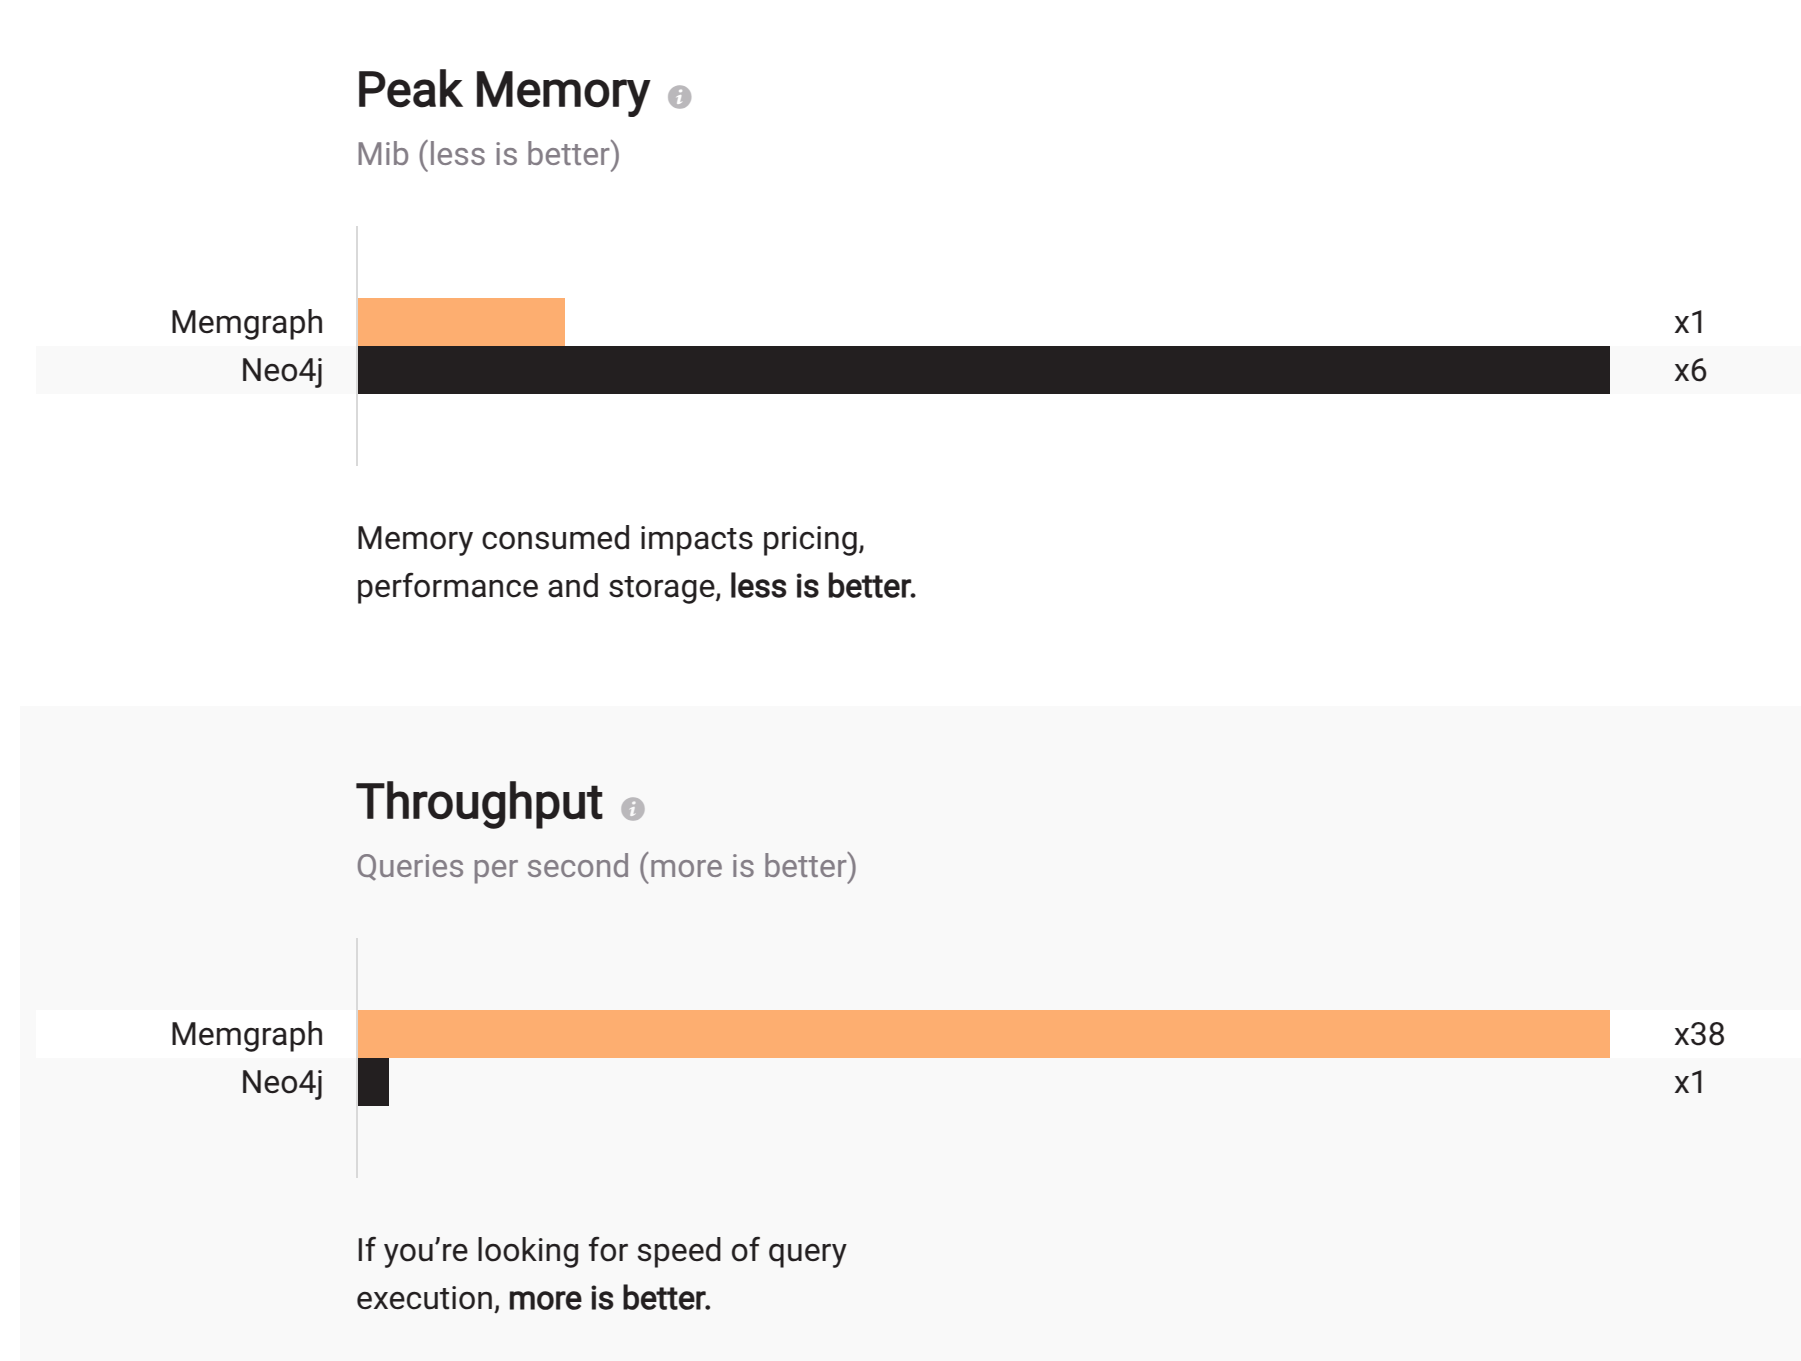 Peak Memory
Mib (less is better)
Memgraph x1
Neo4j x6
Memory consumed impacts pricing,
performance and storage, less is better.
Throughput
Queries per second (more is better)
Memgraph x38
Neo4j x1
If you’re looking for speed of query
execution, more is better.